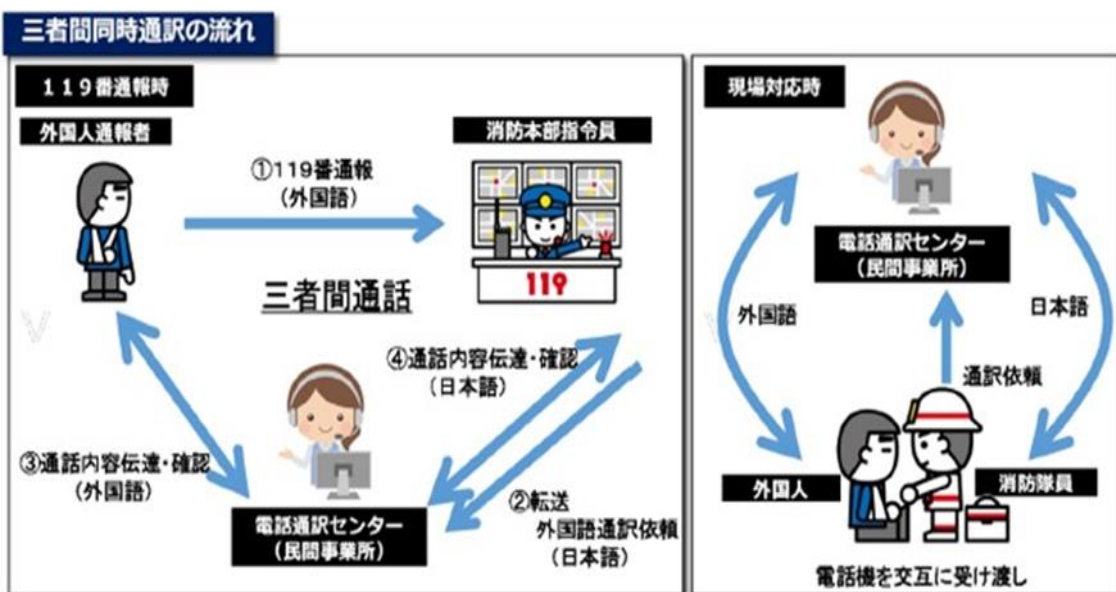 三者間同時通訳の流れ
119番通報時
外国人通報者
消防本部指令員
①119番通報
(外国語)
119
三者間通話
④通話内容伝達・確認
(日本語)
③通話内容伝達・確認
(外国語)
②転送
外国語通訳依頼
(日本語)
電話通訳センター
(民間事業所)
現場対応時
電話通訳センター
(民間事業所)
外国語
日本語
通訳依頼
外国人
消防隊員
電話機を交互に受け渡し